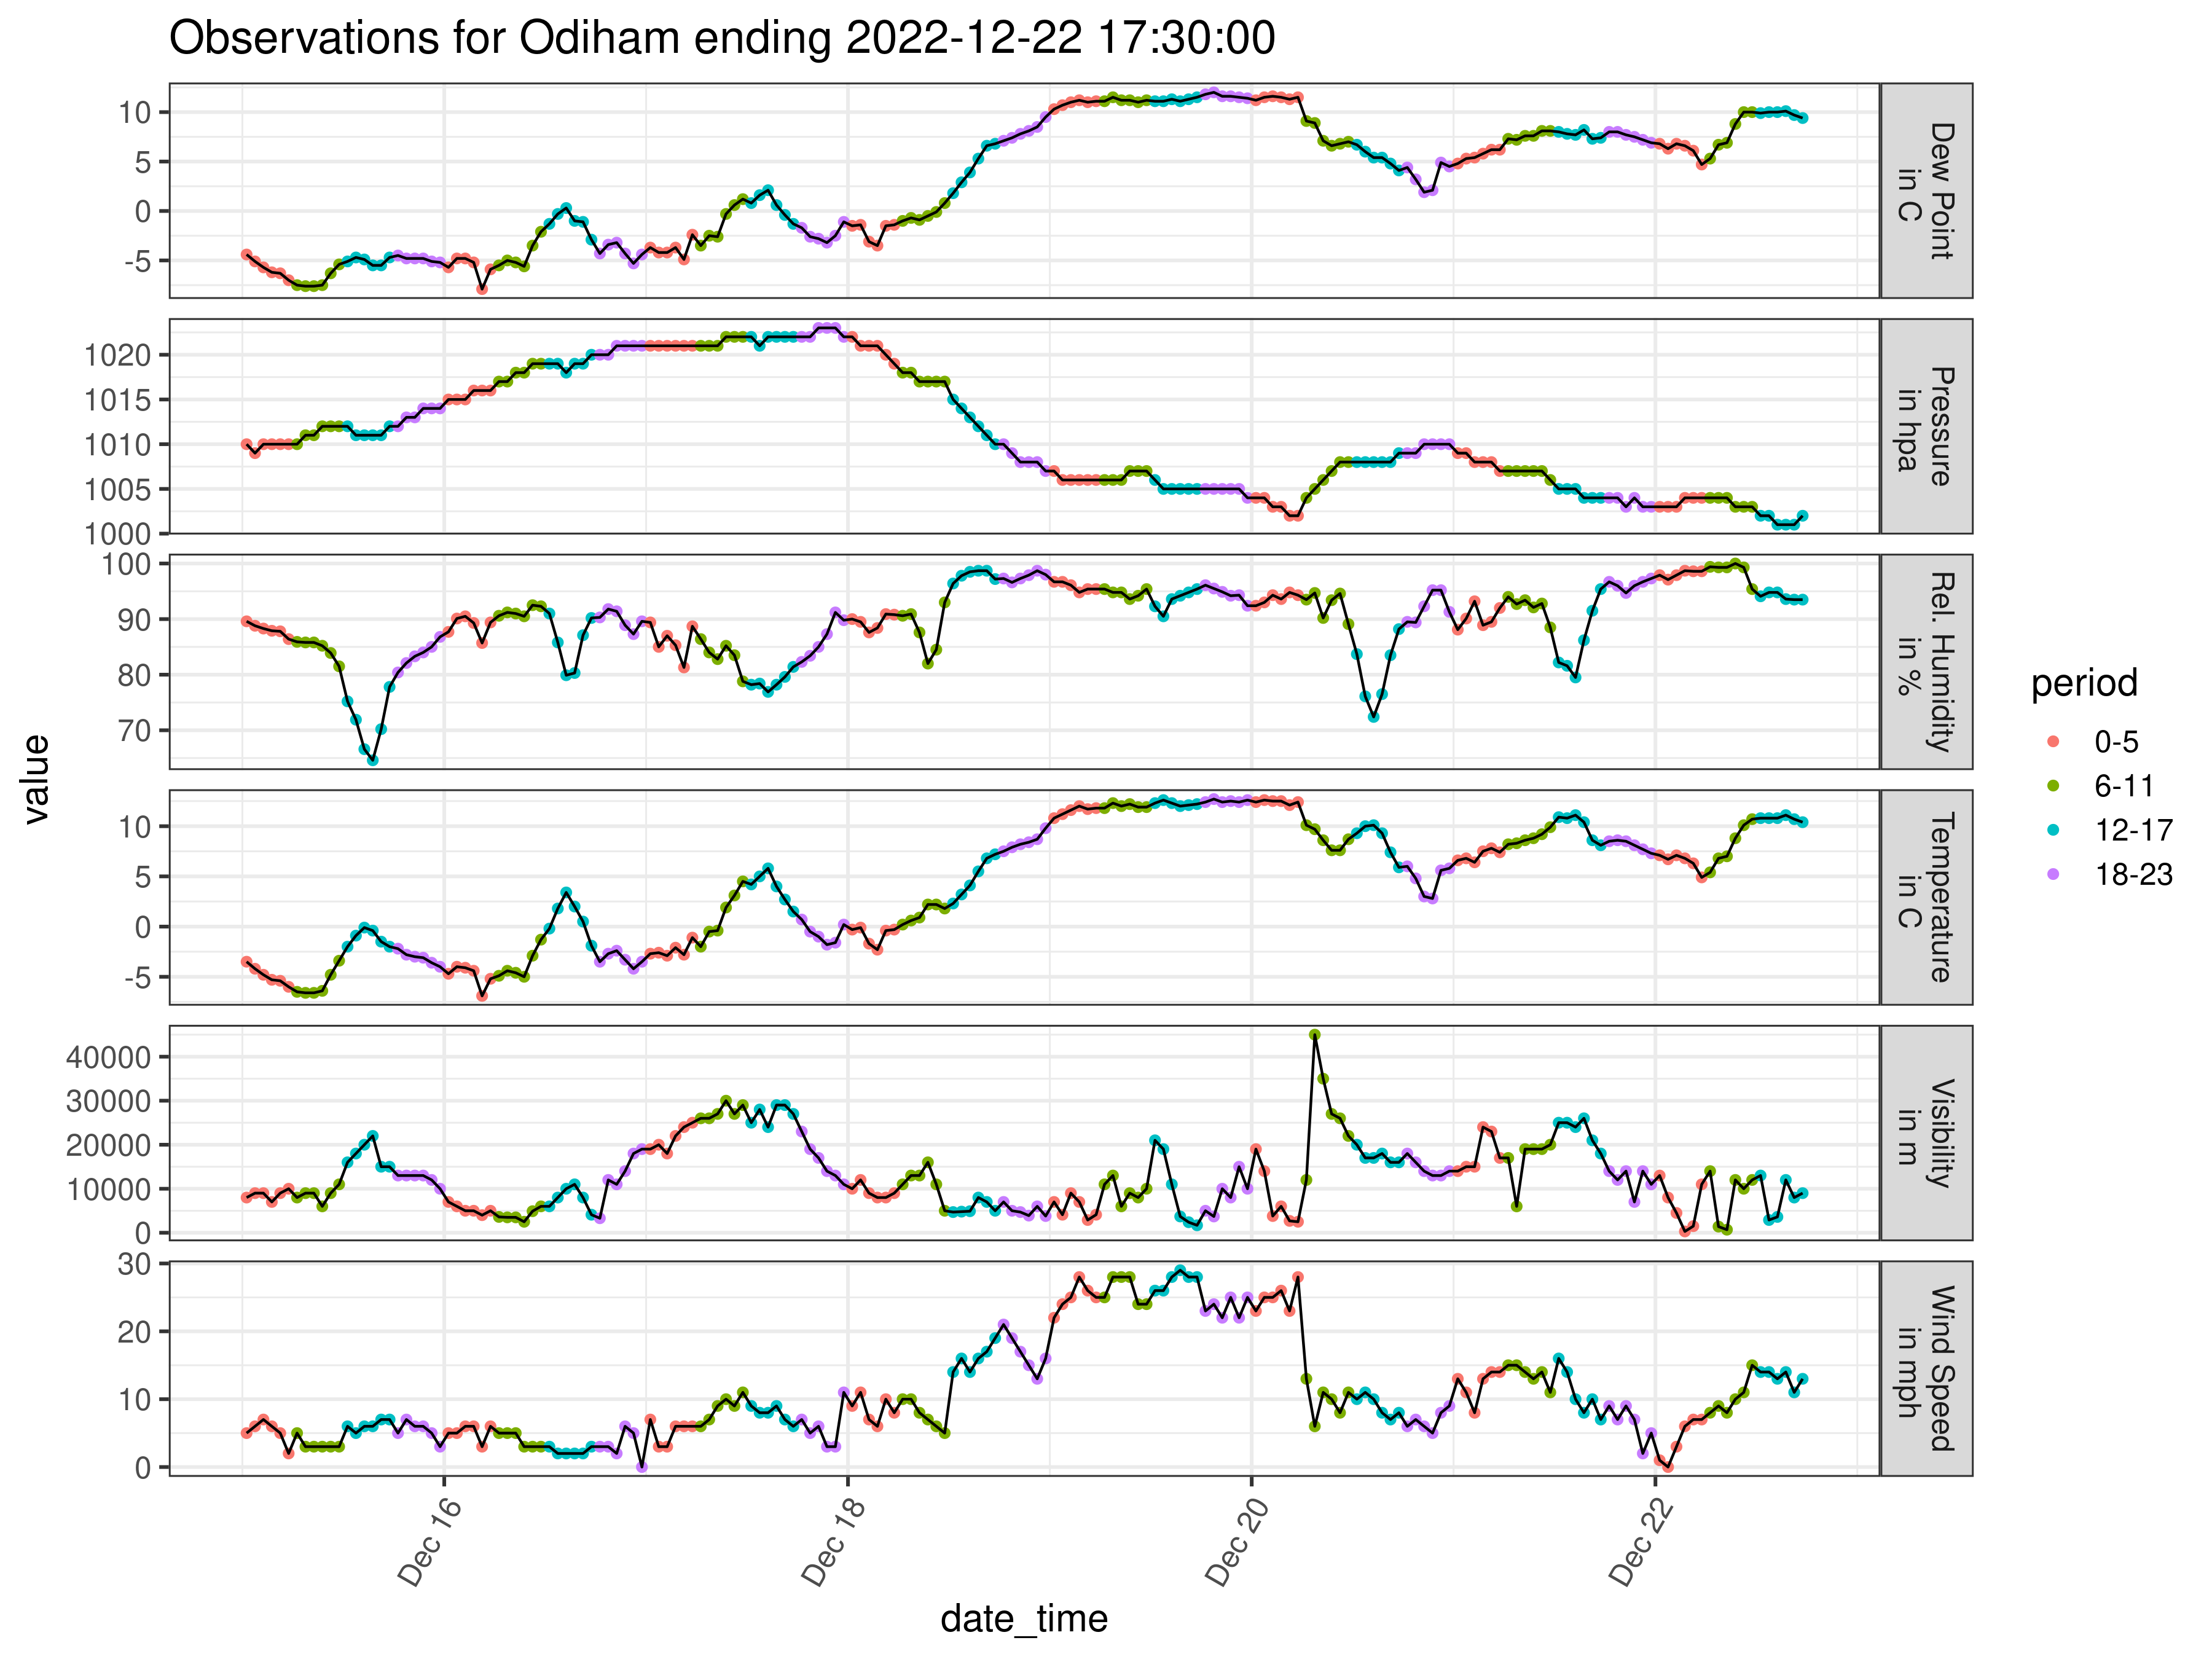 Observations for Odiham ending 2022-12-22 17:30:00
value
10
5
0
-5
Dew Point
in C
1020
1015
1010
1005
1000
Pressure
in hpa
100
90
80
70
Rel. Humidity
in %
10
5
0
-5
Temperature
in C
40000
30000
20000
10000
0
Visibility
in m
30
20
10
0
Wind Speed
in mph
Dec 16
Dec 18
Dec 20
Dec 22
date_time
period
0-5
6-11
12-17
18-23